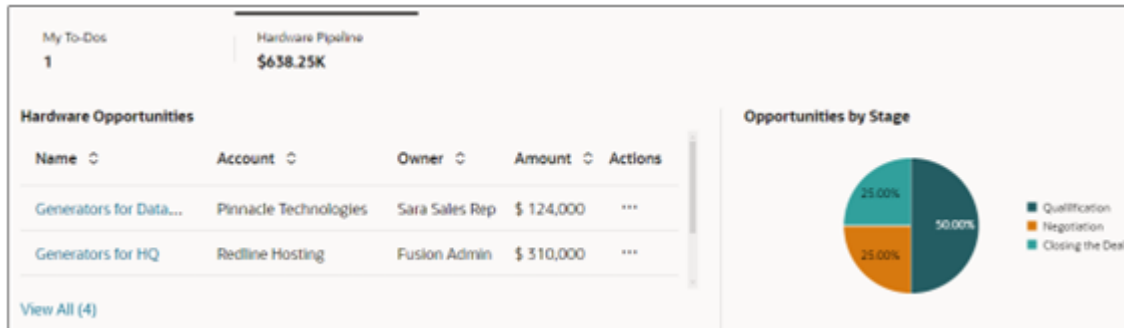 My To-Dos
1
Hardware Pipeline
$638.25K
Hardware Opportunities
Name Account Owner Amount Actions
Generators for Data,... Pinnacle Technologies Sara Sales Rep $ 124,000 ...
Generators for HQ Redline Hosting Fusion Admin $ 310,000 ...
View All (4)
Opportunities by Stage
25.00%
50.00%
25.00%
Qualification
Negotiation
Closing the Deal